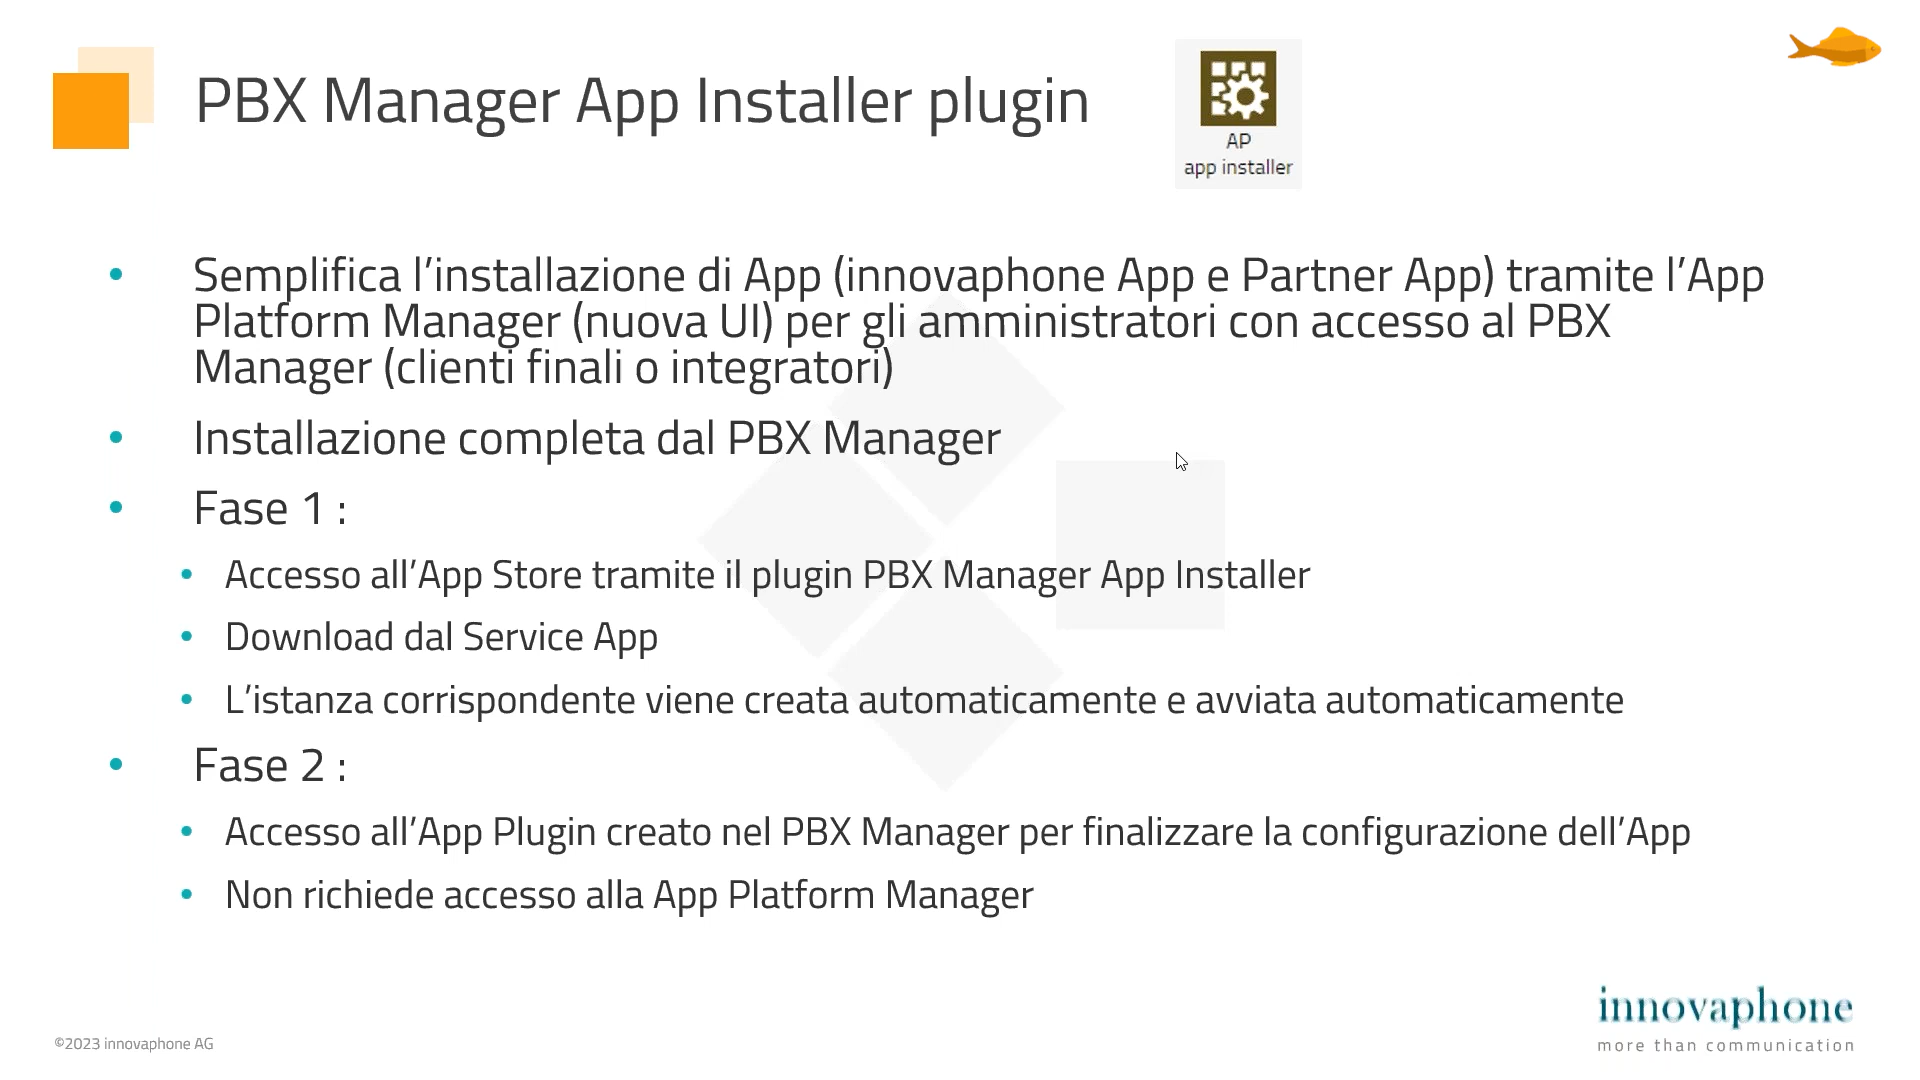 PBX Manager App Installer plugin
AP
app installer
• Semplifica l’installazione di App (innovaphone App e Partner App) tramite l’App
Platform Manager (nuova UI) per gli amministratori con accesso al PBX
Manager (clienti finali o integratori)
• Installazione completa dal PBX Manager
• Fase 1 :
• Accesso all’App Store tramite il plugin PBX Manager App Installer
• Download dal Service App
• L’istanza corrispondente viene creata automaticamente e avviata automaticamente
• Fase 2 :
• Accesso all’App Plugin creato nel PBX Manager per finalizzare la configurazione dell’App
• Non richiede accesso alla App Platform Manager
©2023 innovaphone AG
innovaphone
more than communication